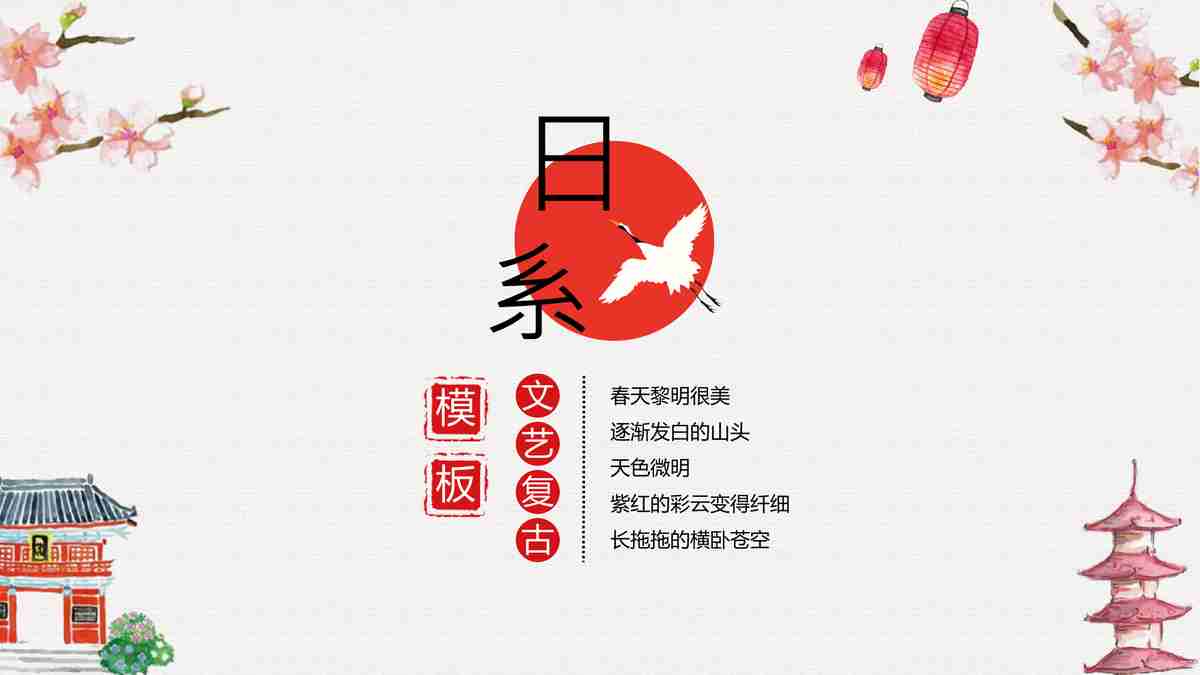 日系
模板
文艺复古
春天黎明很美
逐渐发白的山头
天色微明
紫红的彩云变得纤细
长拖拖的横卧苍空